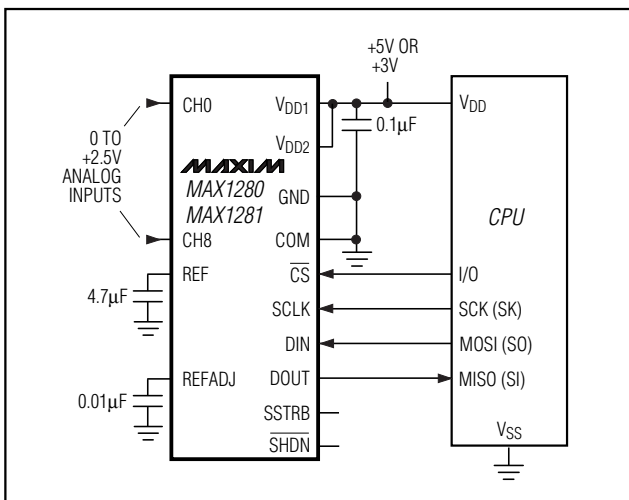 +5V OR
+3V
CH0
VDD1
VDD
0.1µF
0 TO
+2.5V
ANALOG
INPUTS
VDD2
MAXIM
MAX1280
MAX1281
GND
CPU
CH8
COM
REF
CS
I/O
4.7µF
SCLK
SCK (SK)
DIN
MOSI (SO)
REFADJ
DOUT
MISO (SI)
0.01µF
SSTRB
SHDN
VSS